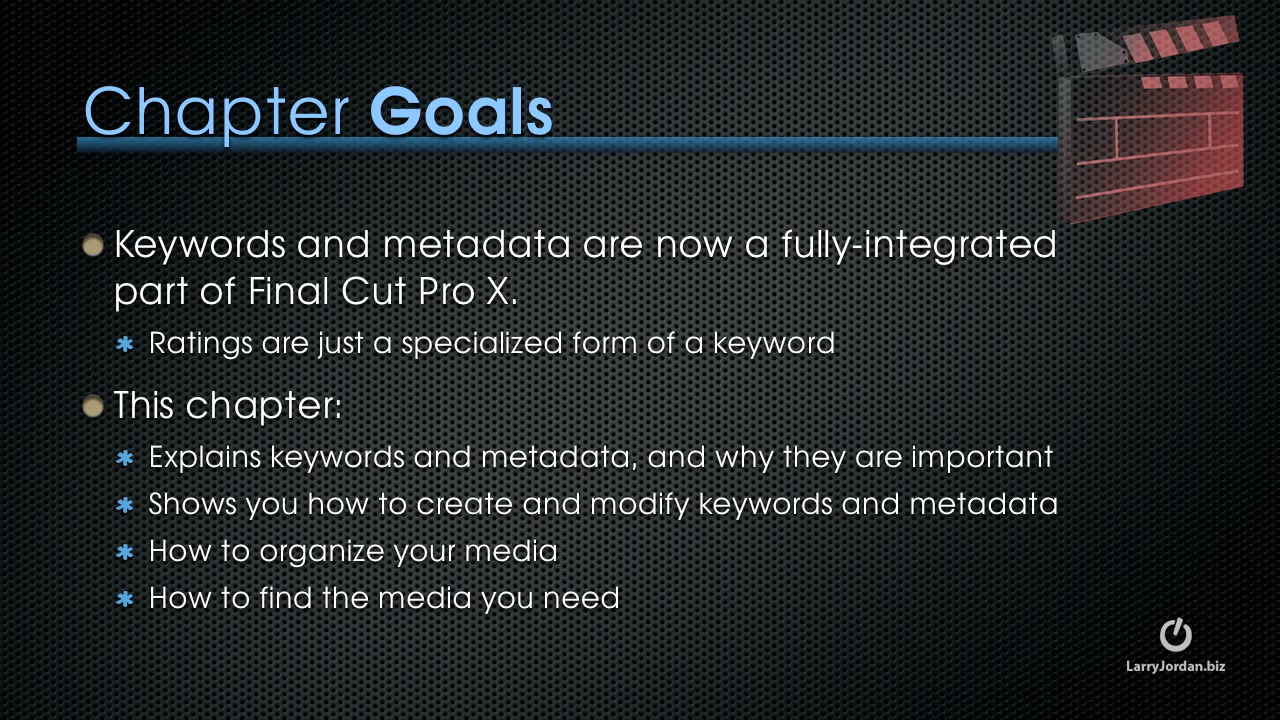 Chapter Goals
Keywords and metadata are now a fully-integrated
part of Final Cut Pro X.
Ratings are just a specialized form of a keyword
This chapter:
Explains keywords and metadata, and why they are important
Shows you how to create and modify keywords and metadata
How to organize your media
How to find the media you need
LarryJordan.biz